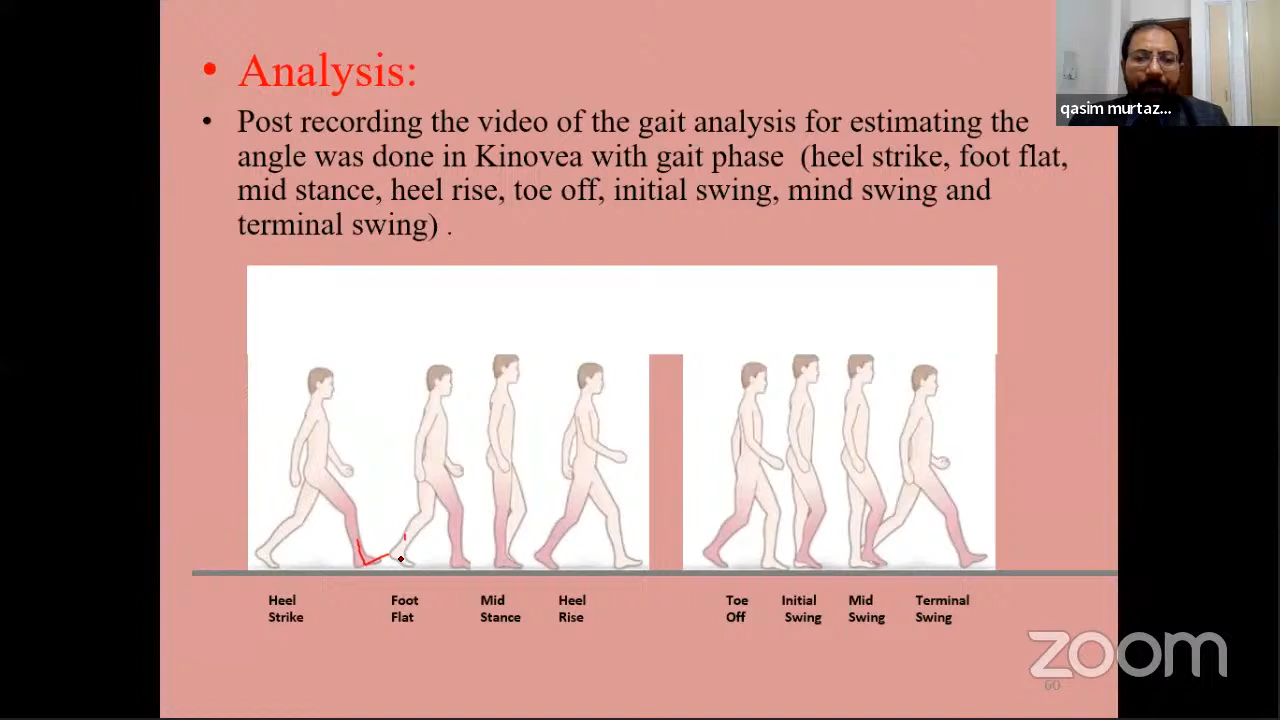 • Analysis:
• Post recording the video of the gait analysis for estimating the
angle was done in Kinovea with gait phase (heel strike, foot flat,
mid stance, heel rise, toe off, initial swing, mind swing and
terminal swing) .
qasim murtaz...
Heel
Strike
Foot
Flat
Mid
Stance
Heel
Rise
Toe
Off
Initial
Swing
Mid
Swing
Terminal
Swing
zoom
60